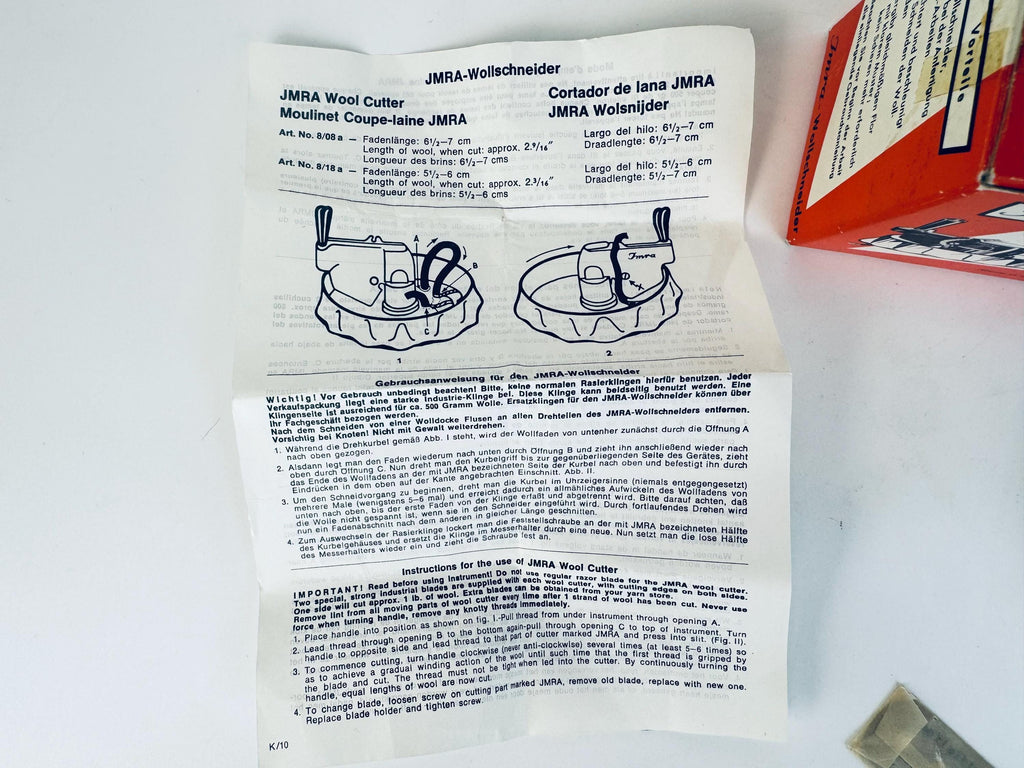 JMRA-Wollschneider
JMRA Wool Cutter
Moulinet Coupe-laine JMRA
Cortador de lana JMRA
JMRA Wolsnijder
Art. No. 8/08 a — Fadenlänge: 6½—7 cm
Length of wool, when cut: approx. 2.9/16"
Longueur des brins: 6½—7 cms
Largo del hilo: 6½—7 cm
Draadlengte: 6½—7 cm
Art. No. 8/18 a — Fadenlänge: 5½—6 cm
Length of wool, when cut: approx. 2.3/16"
Longueur des brins: 5½—6 cms
Largo del hilo: 5½—6 cm
Draadlengte: 5½—7 cm
A
B
C
1
Jmra
X
2
Gebrauchsanweisung für den JMRA-Wollschneider
Wichtig! Vor Gebrauch unbedingt beachten! Bitte, keine normalen Rasierklingen hierfür benutzen. Jeder
Verkaufspackung liegt eine starke Industrie-Klinge bei. Diese Klinge kann beidseitig benutzt werden. Eine
Klingenseite ist ausreichend für ca. 500 Gramm Wolle. Ersatzklingen für den JMRA-Wollschneider können über
Ihr Fachgeschäft bezogen werden.
Nach dem Schneiden von einer Wolldocke Flusen an allen Drehteilen des JMRA-Wollschneiders entfernen.
Vorsichtig bei Knoten! Nicht mit Gewalt weiterdrehen.
1. Während die Drehkurbel gemäß Abb. I steht, wird der Wollfaden von untenher zunächst durch die Öffnung A
nach oben gezogen.
2. Alsdann legt man den Faden wiederum nach unten durch Öffnung B und zieht ihn anschließend wieder nach
oben durch Öffnung C. Nun dreht man den Kurbelgriff bis zur gegenüberliegenden Seite des Gerätes, zieht
das Ende des Wollfadens an der mit JMRA bezeichneten Seite der Kurbel nach oben und befestigt ihn durch
Eindrücken in dem oben auf der Kante angebrachten Einschnitt. Abb. II.
3. Um den Schneidvorgang zu beginnen, dreht man die Kurbel im Uhrzeigersinne (niemals entgegengesetzt)
mehrere Male (wenigstens 5—6 mal) und erreicht dadurch ein allmähliches Aufwickeln des Wollfadens von
unten nach oben, bis der erste Faden von der Klinge erfaßt und abgetrennt wird. Bitte darauf achten, daß
die Wolle nicht gespannt ist, wenn sie in den Schneider eingeführt wird. Durch fortlaufendes Drehen wird
nun ein Fadenabschnitt nach dem anderen in gleicher Länge geschnitten.
4. Zum Auswechseln der Rasierklinge lockert man die Feststellschraube an der mit JMRA bezeichneten Hälfte
des Kurbelgehäuses und ersetzt die Klinge im Messerhalter durch eine neue. Nun setzt man die lose Hälfte
des Messerhalters wieder ein und zieht die Schraube fest an.
Instructions for the use of JMRA Wool Cutter
IMPORTANT! Read before using Instrument! Do not use regular razor blade for the JMRA wool cutter.
Two special, strong Industrial blades are supplied with each wool cutter, with cutting edges on both sides.
One side will cut approx. 1 lb. of wool. Extra blades can be obtained from your yarn store.
Remove lint from all moving parts of wool cutter every time after 1 strand of wool has been cut. Never use
force when turning handle, remove any knotty threads immediately.
1. Place handle into position as shown on fig. I.-Pull thread from under instrument through opening A.
2. Lead thread through opening B to the bottom again-pull through opening C to top of instrument. Turn
handle to opposite side and lead thread to that part of cutter marked JMRA and press into slit. (Fig. II).
3. To commence cutting, turn handle clockwise (never anti-clockwise) several times (at least 5—6 times) so
as to achieve a gradual winding action of the wool until such time that the first thread is gripped by
the blade and cut. The thread must not be tight when led into the cutter. By continuously turning the
handle, equal lengths of wool are now cut.
4. To change blade, loosen screw on cutting part marked JMRA, remove old blade, replace with new one.
Replace blade holder and tighten screw.
K/10
Jmra Wollschneider
Vorteile